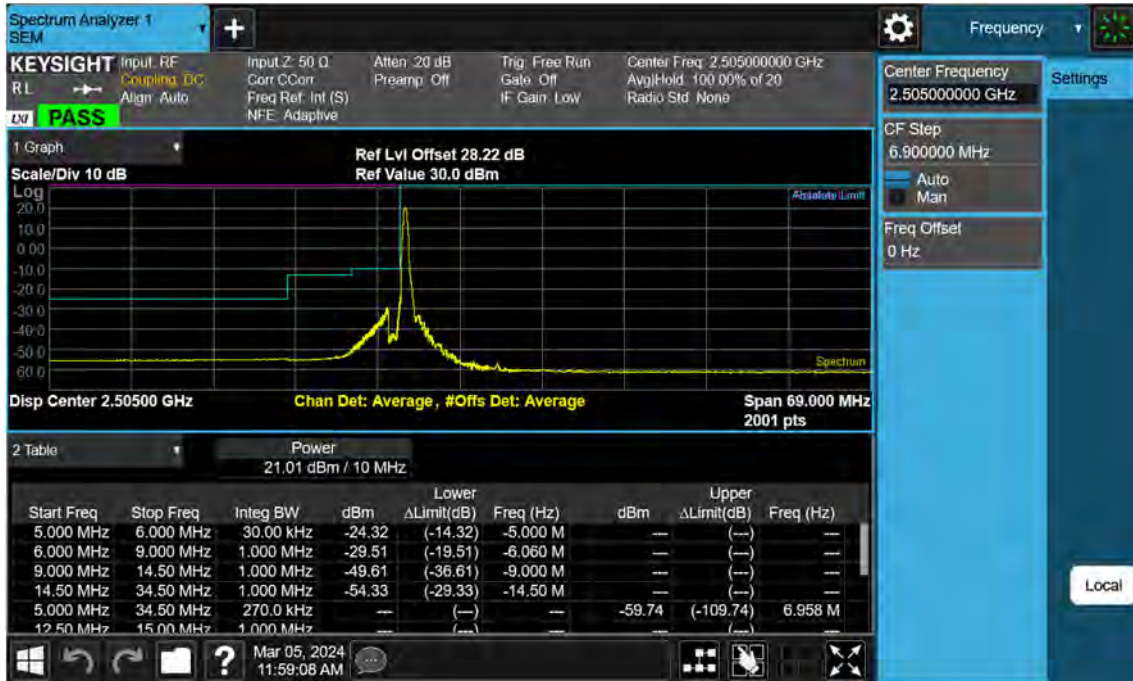 Spectrum Analyzer 1
SEM
+
Frequency
KEYSIGHT
RL
LXI
PASS
Input: RF
Coupling: DC
Align: Auto
Input Z: 50 Ω
Corr CCorr
Freq Ref: Int (S)
NFE: Adaptive
Atten: 20 dB
Preamp: Off
Trig: Free Run
Gate: Off
IF Gain: Low
Center Freq: 2.505000000 GHz
Avg|Hold: 100.00% of 20
Radio Std: None
Center Frequency
2.505000000 GHz
Settings
CF Step
6.900000 MHz
Auto
Man
Freq Offset
0 Hz
Local
1 Graph
Scale/Div 10 dB
Ref Lvl Offset 28.22 dB
Ref Value 30.0 dBm
Log
Absolute Limit
20.0
10.0
0.00
-10.0
-20.0
-30.0
-40.0
-50.0
-60.0
Spectrum
Disp Center 2.50500 GHz
Chan Det: Average, #Offs Det: Average
Span 69.000 MHz
2001 pts
2 Table
Power
21.01 dBm / 10 MHz
Lower Upper
Start Freq Stop Freq Integ BW dBm ΔLimit(dB) Freq (Hz) dBm ΔLimit(dB) Freq (Hz)
5.000 MHz 6.000 MHz 30.00 kHz -24.32 (-14.32) -5.000 M --- (---) ---
6.000 MHz 9.000 MHz 1.000 MHz -29.51 (-19.51) -6.060 M --- (---) ---
9.000 MHz 14.50 MHz 1.000 MHz -49.61 (-36.61) -9.000 M --- (---) ---
14.50 MHz 34.50 MHz 1.000 MHz -54.33 (-29.33) -14.50 M --- (---) ---
5.000 MHz 34.50 MHz 270.0 kHz --- (---) --- -59.74 (-109.74) 6.958 M
12.50 MHz 15.00 MHz 1.000 MHz --- (---) --- --- (---) ---
?
Mar 05, 2024
11:59:08 AM